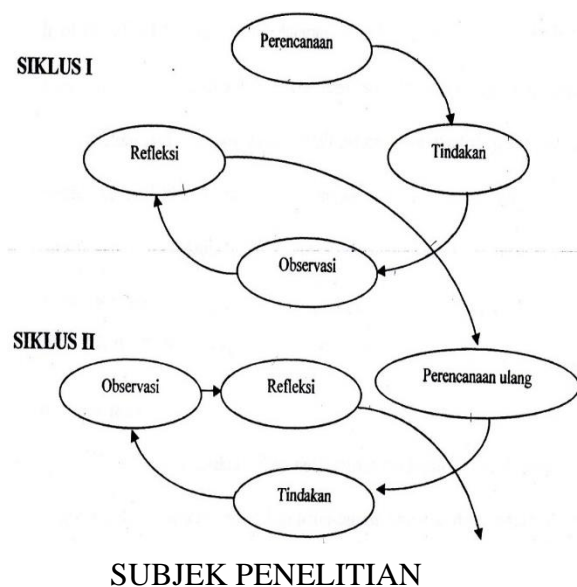 Perencanaan
SIKLUS I
Refleksi
Tindakan
Observasi
SIKLUS II
Observasi
Refleksi
Perencanaan ulang
Tindakan
SUBJEK PENELITIAN